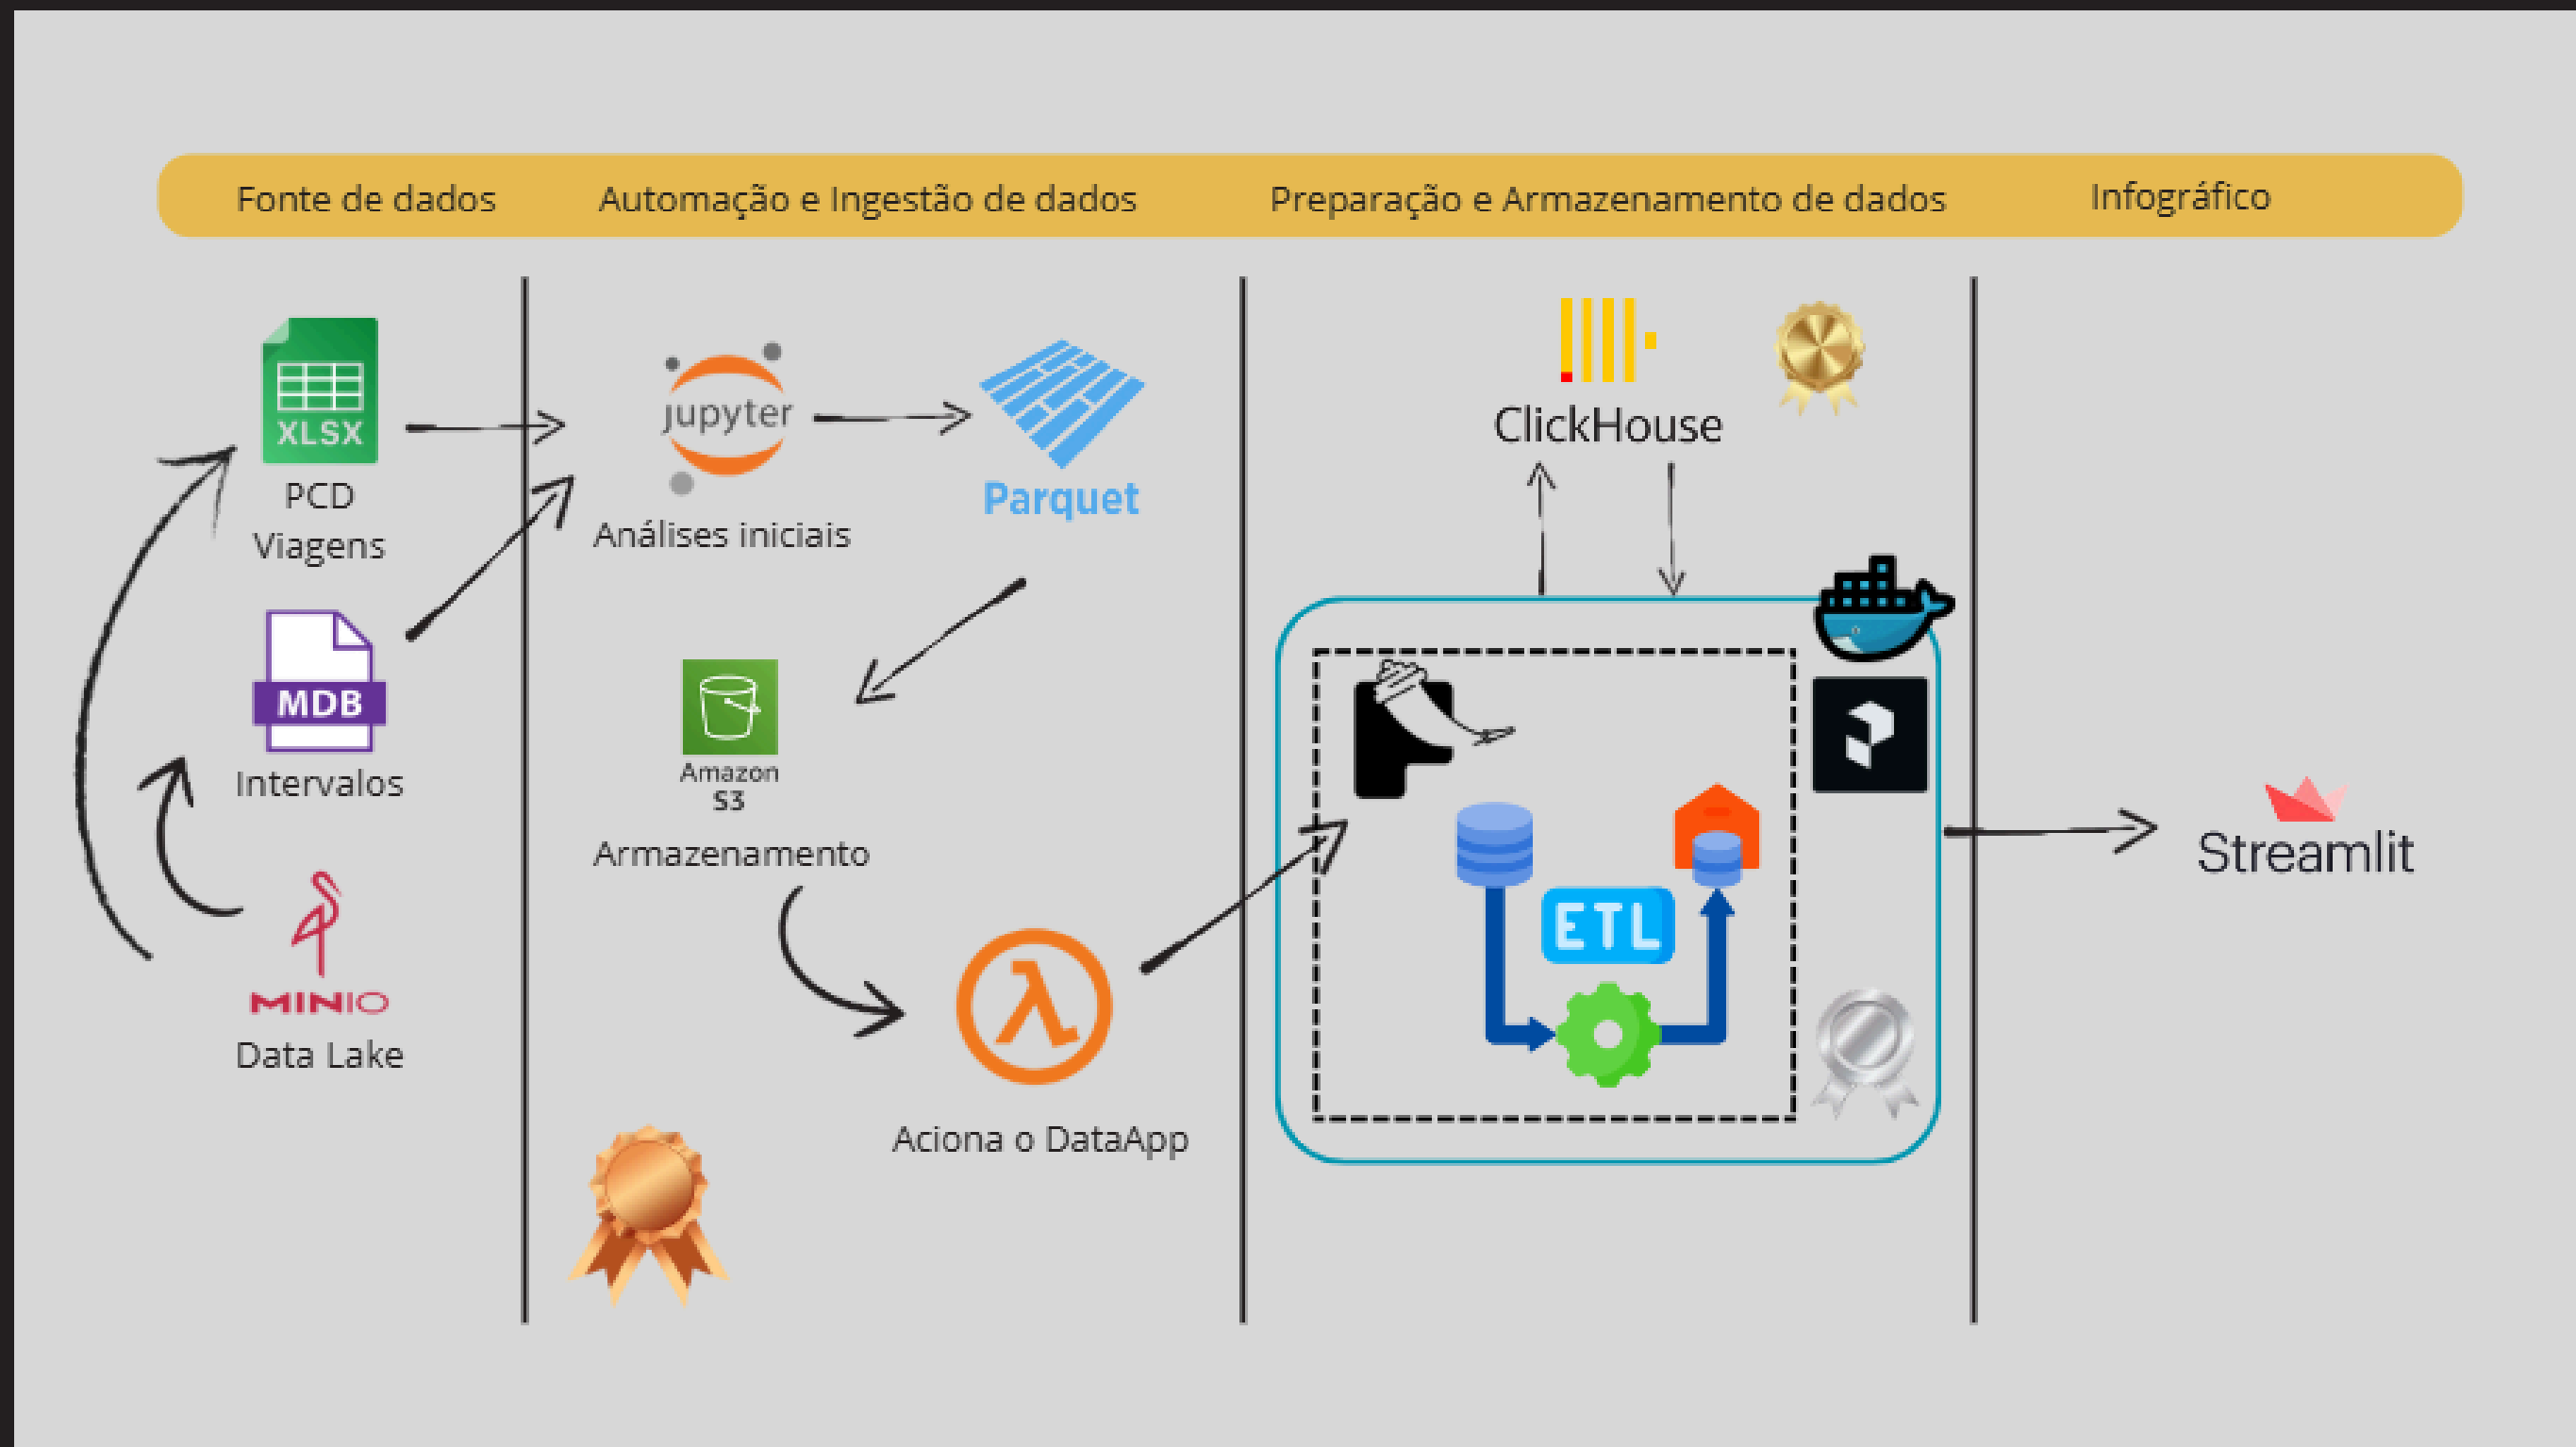 Fonte de dados
Automação e Ingestão de dados
Preparação e Armazenamento de dados
Infográfico
XLSX
PCD
Viagens
MDB
Intervalos
MINIO
Data Lake
jupyter
Análises iniciais
Parquet
Amazon
S3
Armazenamento
λ
Aciona o DataApp
ClickHouse
ETL
Streamlit